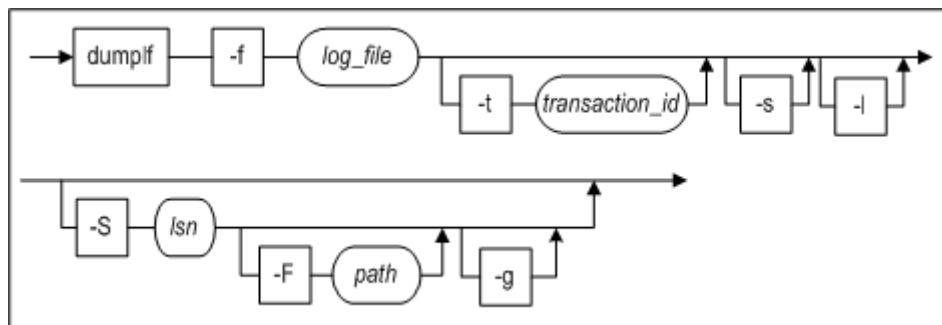 dumplf -f log_file
-t transaction_id -s -l
-S lsn
-F path -g